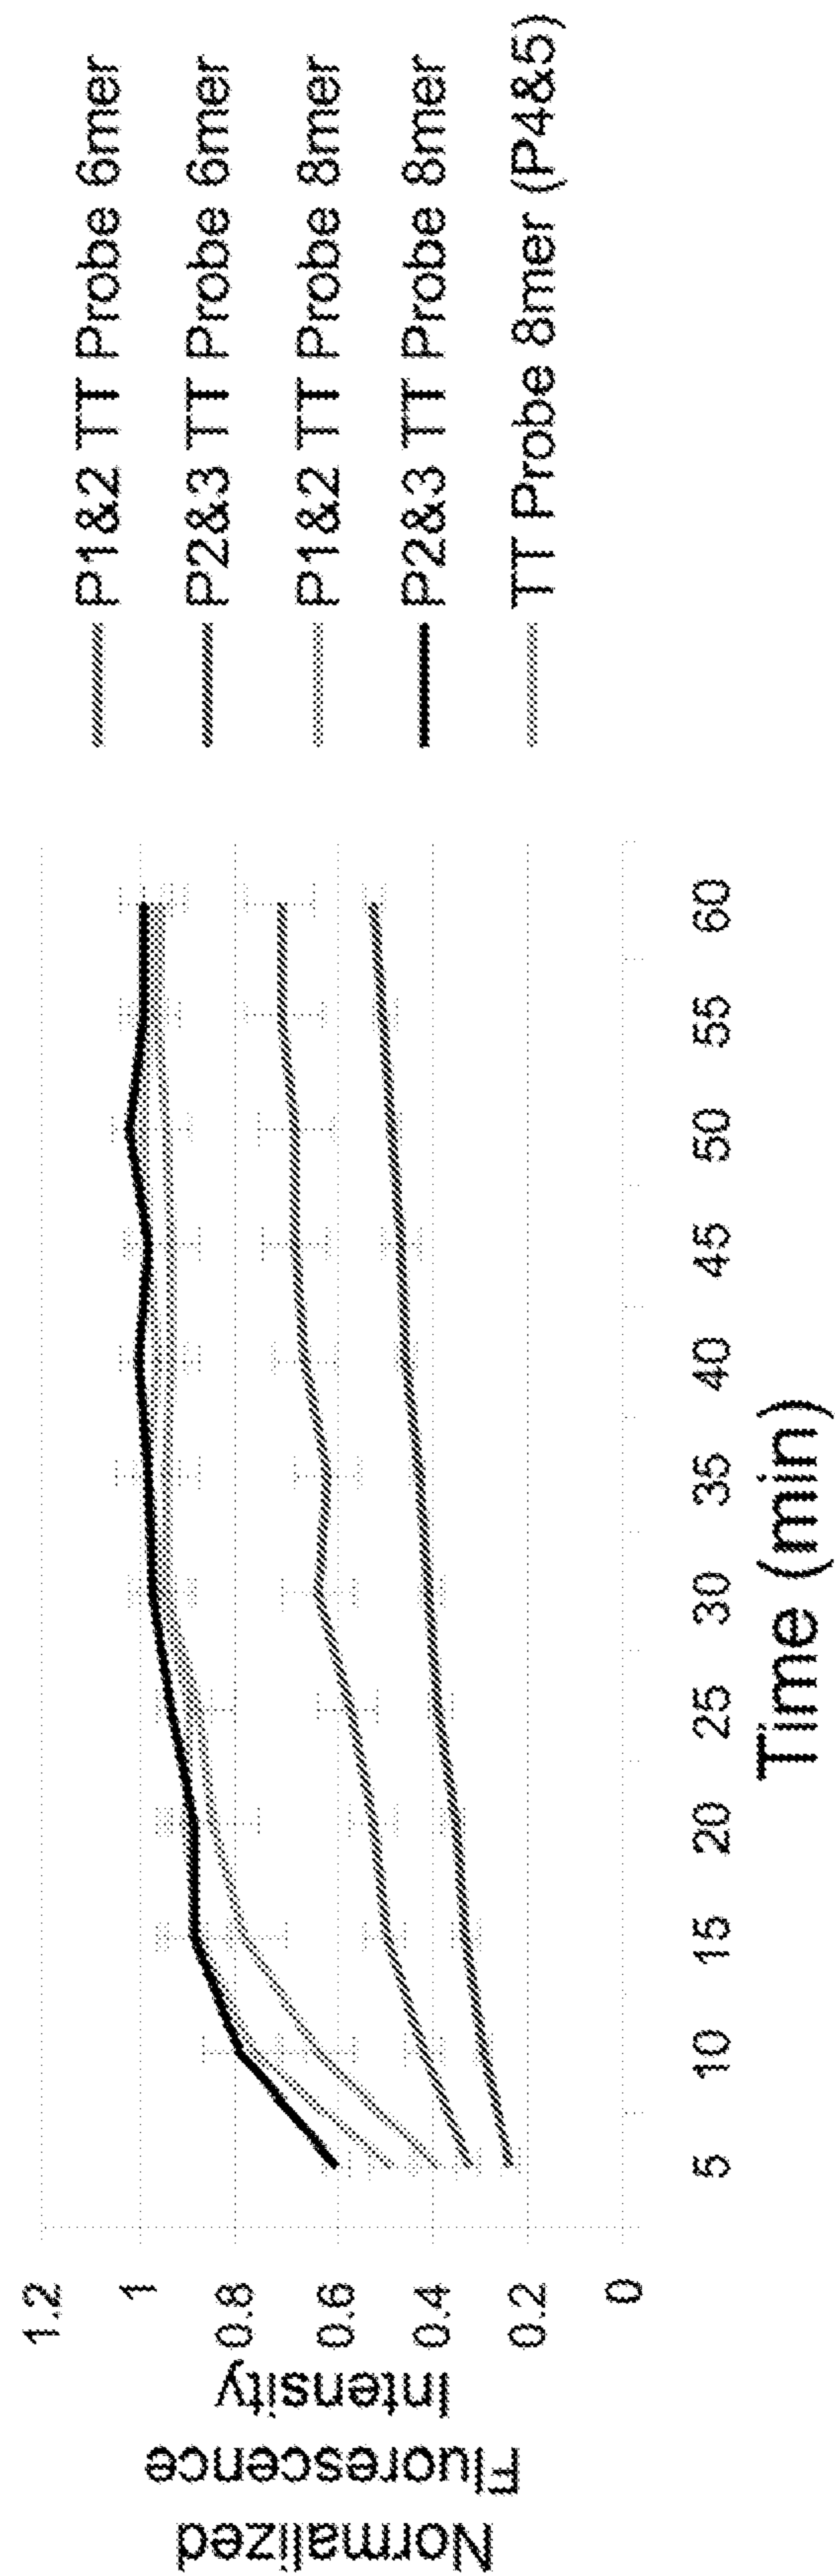 Normalized
Fluorescence
Intensity
1.2
1
0.8
0.6
0.4
0.2
0
5 10 15 20 25 30 35 40 45 50 55 60
Time (min)
P1&2 TT Probe 6mer
P2&3 TT Probe 6mer
P1&2 TT Probe 8mer
P2&3 TT Probe 8mer
TT Probe 8mer (P4&5)